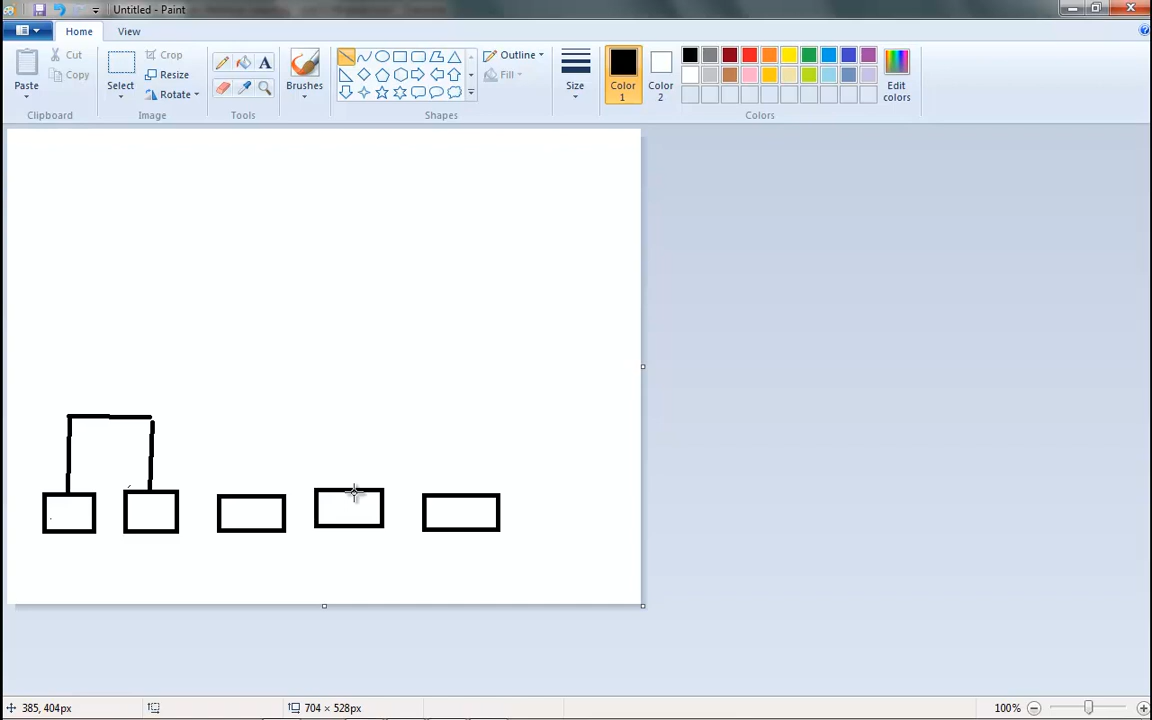 Untitled - Paint
Home View
Paste
Cut
Copy
Clipboard
Select
Crop
Resize
Rotate
Image
A
Tools
Brushes
Outline
Fill
Shapes
Size
Color 1
Color 2
Edit colors
Colors
385, 404px
704 × 528px
100%